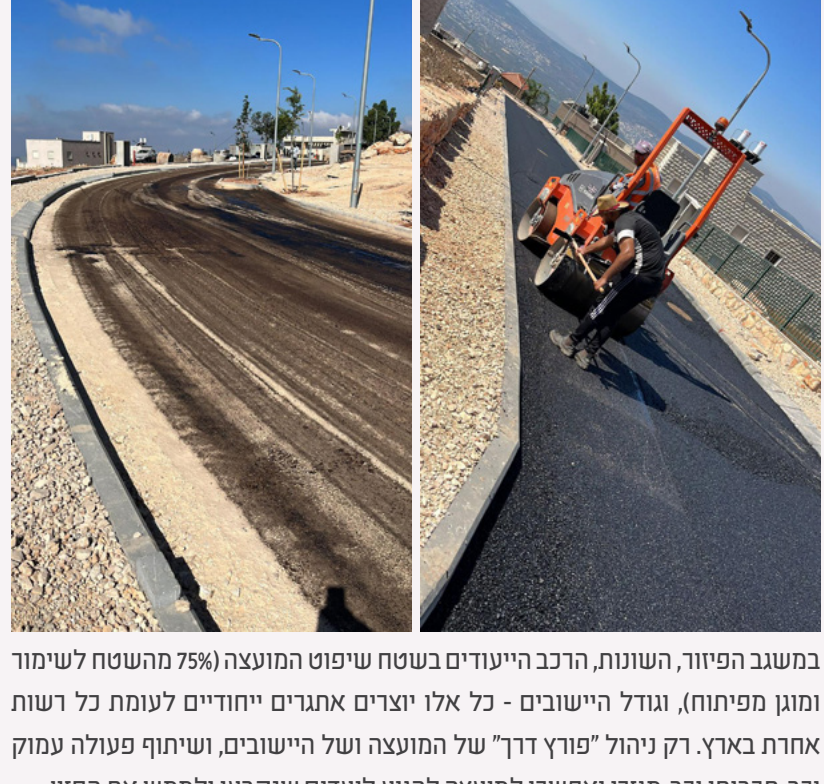 במשגב הפיזור, השונות, הרכב הייעודים בשטח שיפוט המועצה (75% מהשטח לשימור
ומוגן מפיתוח), וגודל היישובים - כל אלו יוצרים אתגרים ייחודיים לעומת כל רשות
אחרת בארץ. רק ניהול "פורץ דרך" של המועצה ושל היישובים, ושיתוף פעולה עמוק